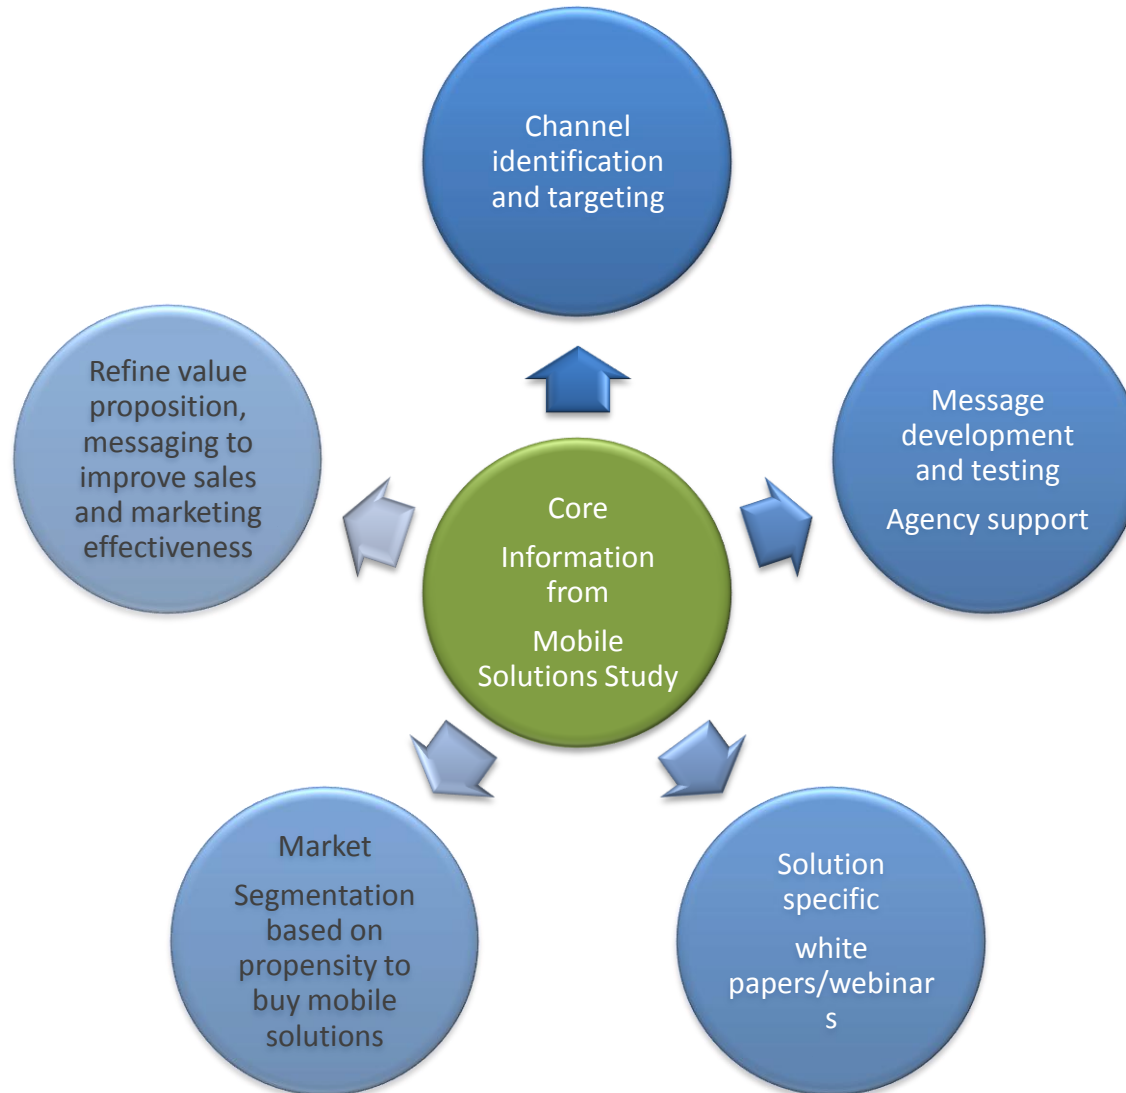 Channel
identification
and targeting
Refine value
proposition,
messaging to
improve sales
and marketing
effectiveness
Message
development
and testing
Agency support
Core
Information
from
Mobile
Solutions Study
Market
Segmentation
based on
propensity to
buy mobile
solutions
Solution
specific
white
papers/webinar
s